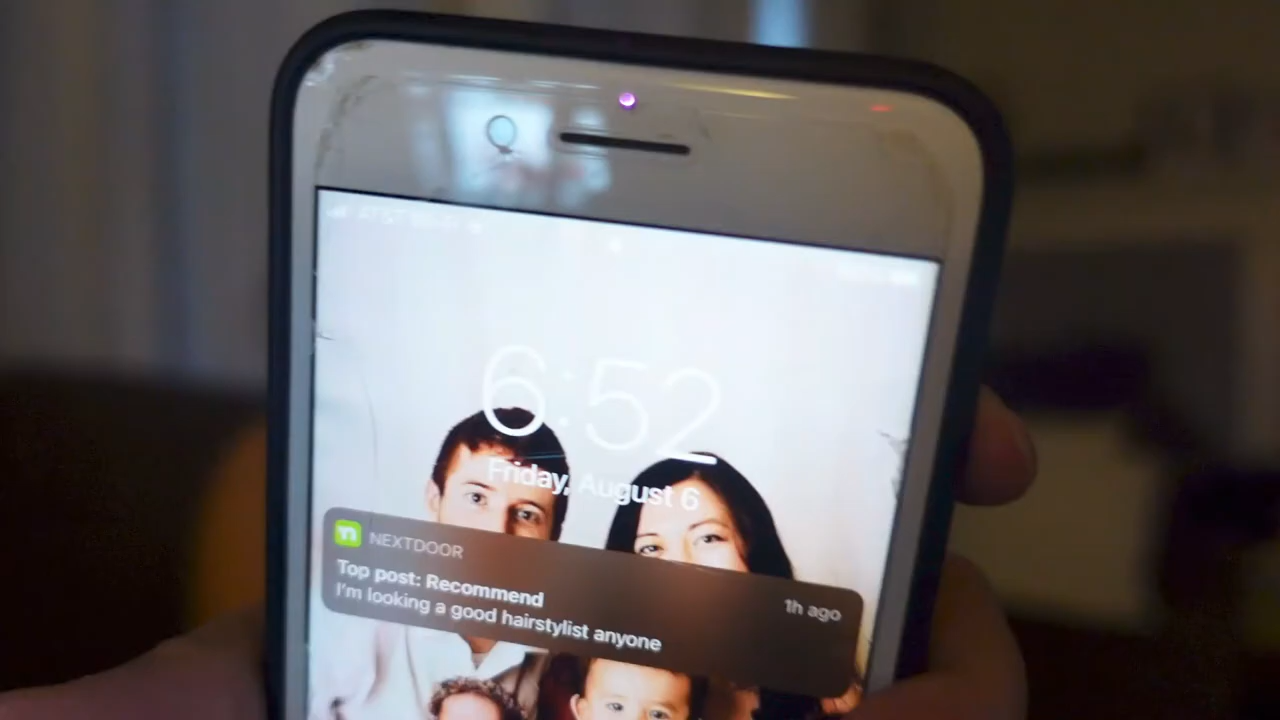 6:52
Friday, August 6
NEXTDOOR
1h ago
Top post: Recommend
I'm looking a good hairstylist anyone